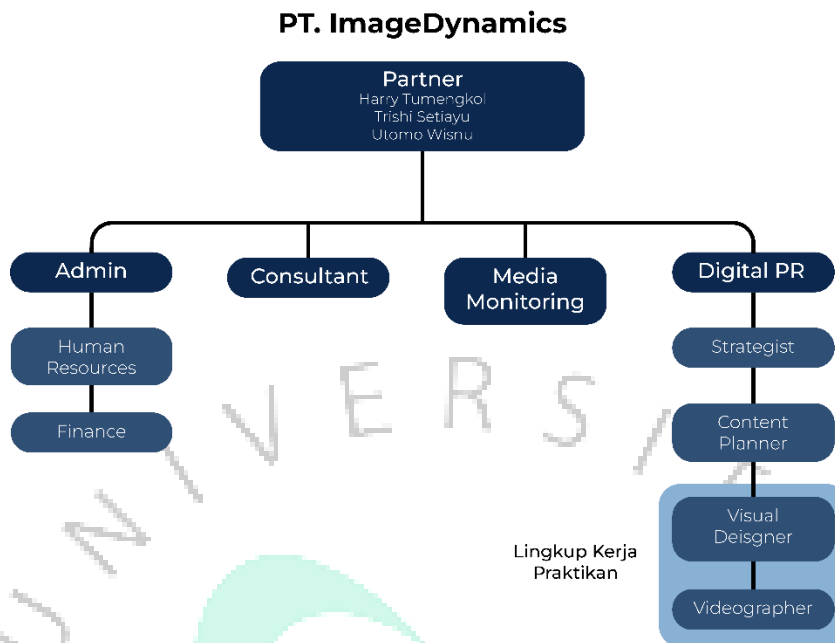 PT. ImageDynamics
Partner
Harry Tumengkol
Trishi Setiayu
Utomo Wisnu
Admin
Consultant
Media
Monitoring
Digital PR
Human
Resources
Strategist
Finance
Content
Planner
Visual
Deisgner
Lingkup Kerja
Praktikan
Videographer
UNIVERSIT